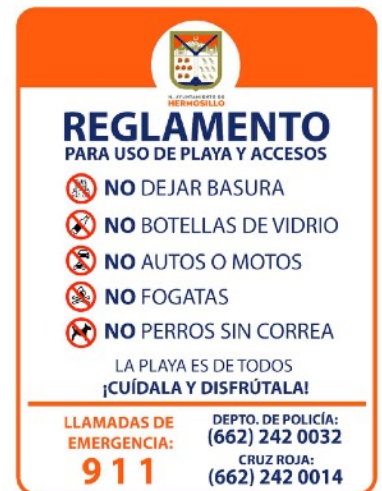 H. AYUNTAMIENTO DE
HERMOSILLO
REGLAMENTO
PARA USO DE PLAYA Y ACCESOS
NO DEJAR BASURA
NO BOTELLAS DE VIDRIO
NO AUTOS O MOTOS
NO FOGATAS
NO PERROS SIN CORREA
LA PLAYA ES DE TODOS
¡CUÍDALA Y DISFRÚTALA!
LLAMADAS DE
EMERGENCIA:
911
DEPTO. DE POLICÍA:
(662) 242 0032
CRUZ ROJA:
(662) 242 0014